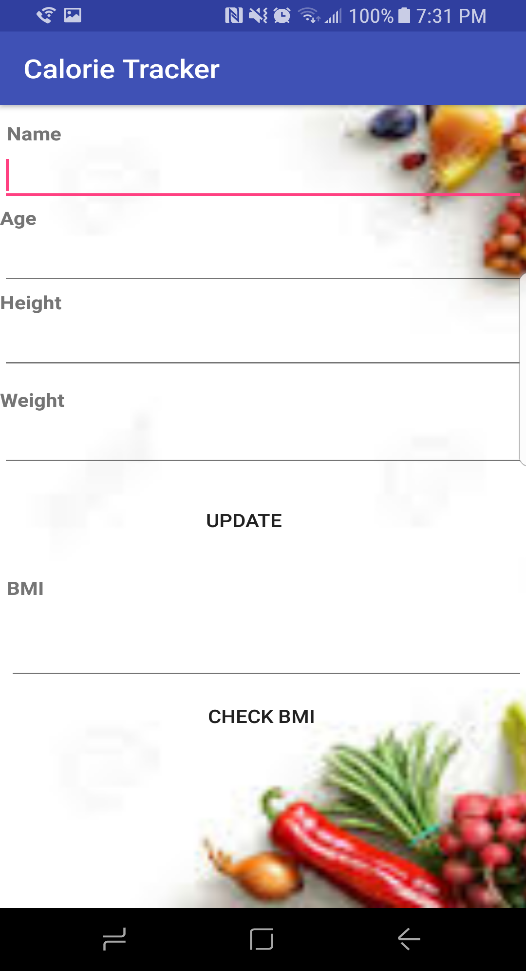 100% 7:31 PM
Calorie Tracker
Name
Age
Height
Weight
UPDATE
BMI
CHECK BMI